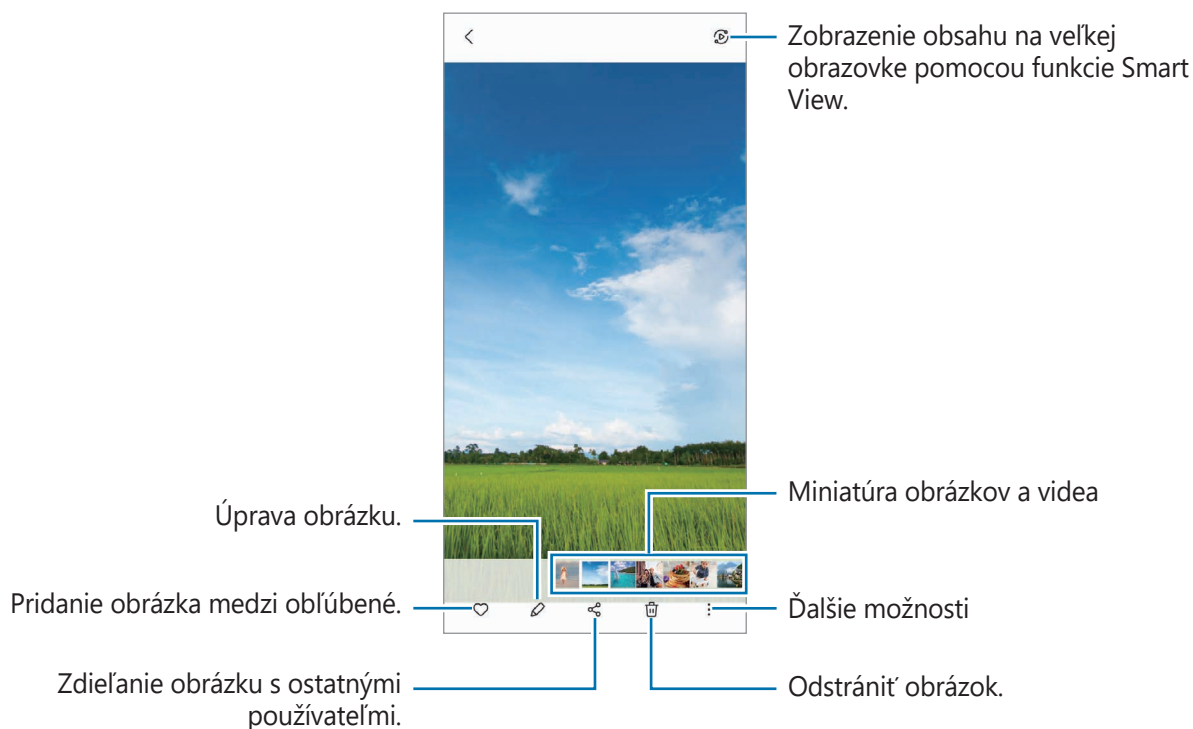 Zobrazenie obsahu na veľkej
obrazovke pomocou funkcie Smart
View.
Miniatúra obrázkov a videa
Úprava obrázku.
Pridanie obrázka medzi obľúbené.
Ďalšie možnosti
Zdieľanie obrázku s ostatnými
používateľmi.
Odstrániť obrázok.